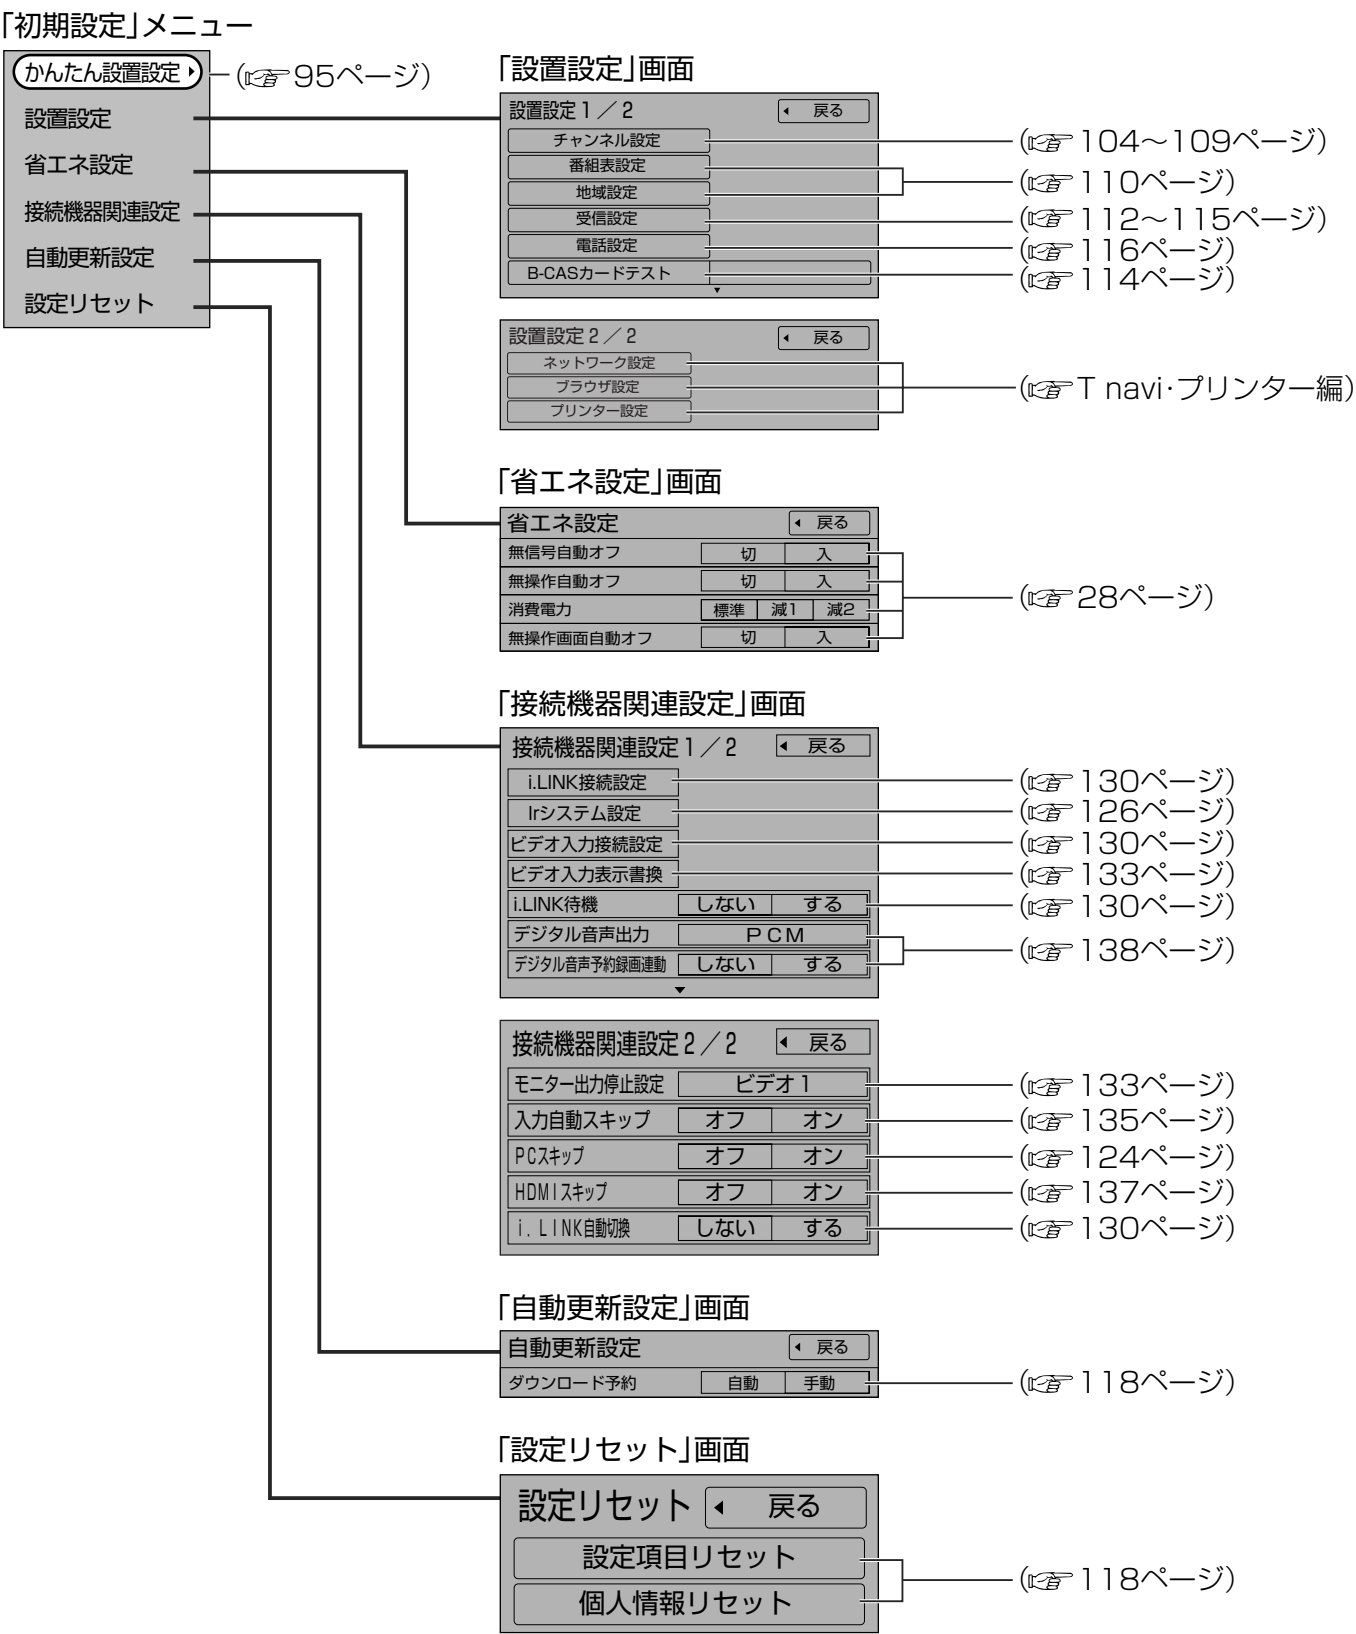 「初期設定」メニュー
かんたん設置設定
(☞95ページ)
設置設定
省エネ設定
接続機器関連設定
自動更新設定
設定リセット
「設置設定」画面
設置設定1／2 戻る
チャンネル設定 (☞104～109ページ)
番組表設定
地域設定
(☞110ページ)
受信設定 (☞112～115ページ)
電話設定 (☞116ページ)
B-CASカードテスト (☞114ページ)
設置設定2／2 戻る
ネットワーク設定
ブラウザ設定
プリンター設定
(☞T navi・プリンター編)
「省エネ設定」画面
省エネ設定 戻る
無信号自動オフ 切 入
無操作自動オフ 切 入
消費電力 標準 減1 減2
無操作画面自動オフ 切 入
(☞28ページ)
「接続機器関連設定」画面
接続機器関連設定1／2 戻る
i.LINK接続設定 (☞130ページ)
Irシステム設定 (☞126ページ)
ビデオ入力接続設定 (☞130ページ)
ビデオ入力表示書換 (☞133ページ)
i.LINK待機 しない する (☞130ページ)
デジタル音声出力 PCM
デジタル音声予約録画連動 しない する
(☞138ページ)
接続機器関連設定2／2 戻る
モニター出力停止設定 ビデオ1 (☞133ページ)
入力自動スキップ オフ オン (☞135ページ)
PCスキップ オフ オン (☞124ページ)
HDMIスキップ オフ オン (☞137ページ)
i.LINK自動切換 しない する (☞130ページ)
「自動更新設定」画面
自動更新設定 戻る
ダウンロード予約 自動 手動 (☞118ページ)
「設定リセット」画面
設定リセット 戻る
設定項目リセット
個人情報リセット
(☞118ページ)